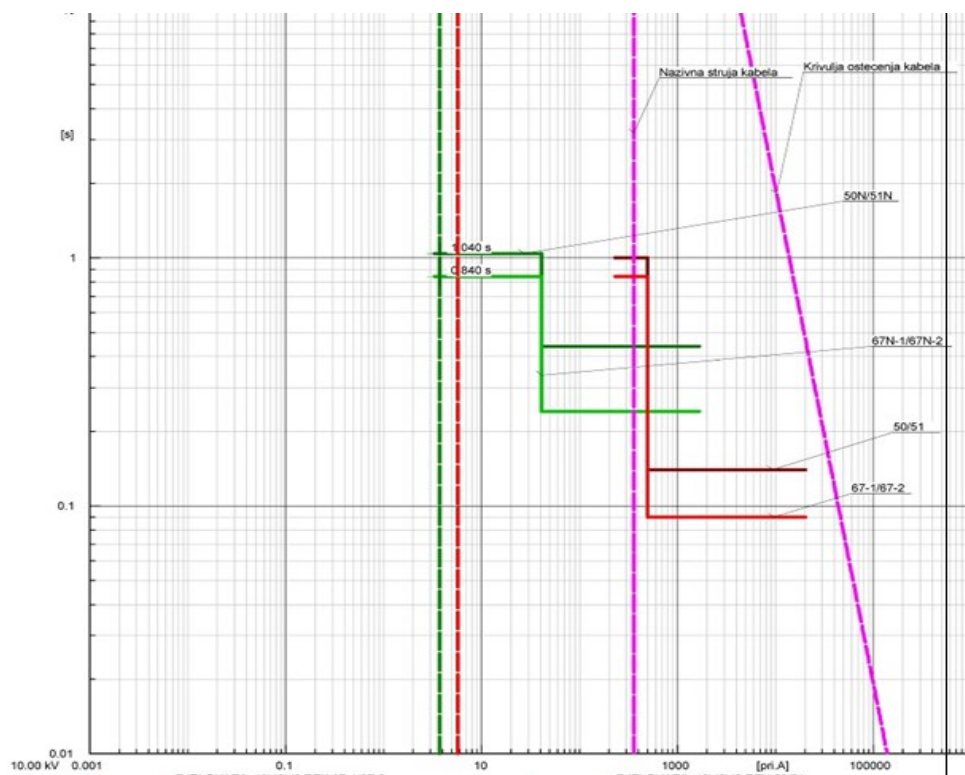 Nazivna struja kabela
Krivulja ostecenja kabela
[s]
50N/51N
1.040 s
1
0.840 s
67N-1/67N-2
50/51
67-1/67-2
0.1
0.01
10.00 kV
0.001
0.1
10
1000
[pri.A]
100000